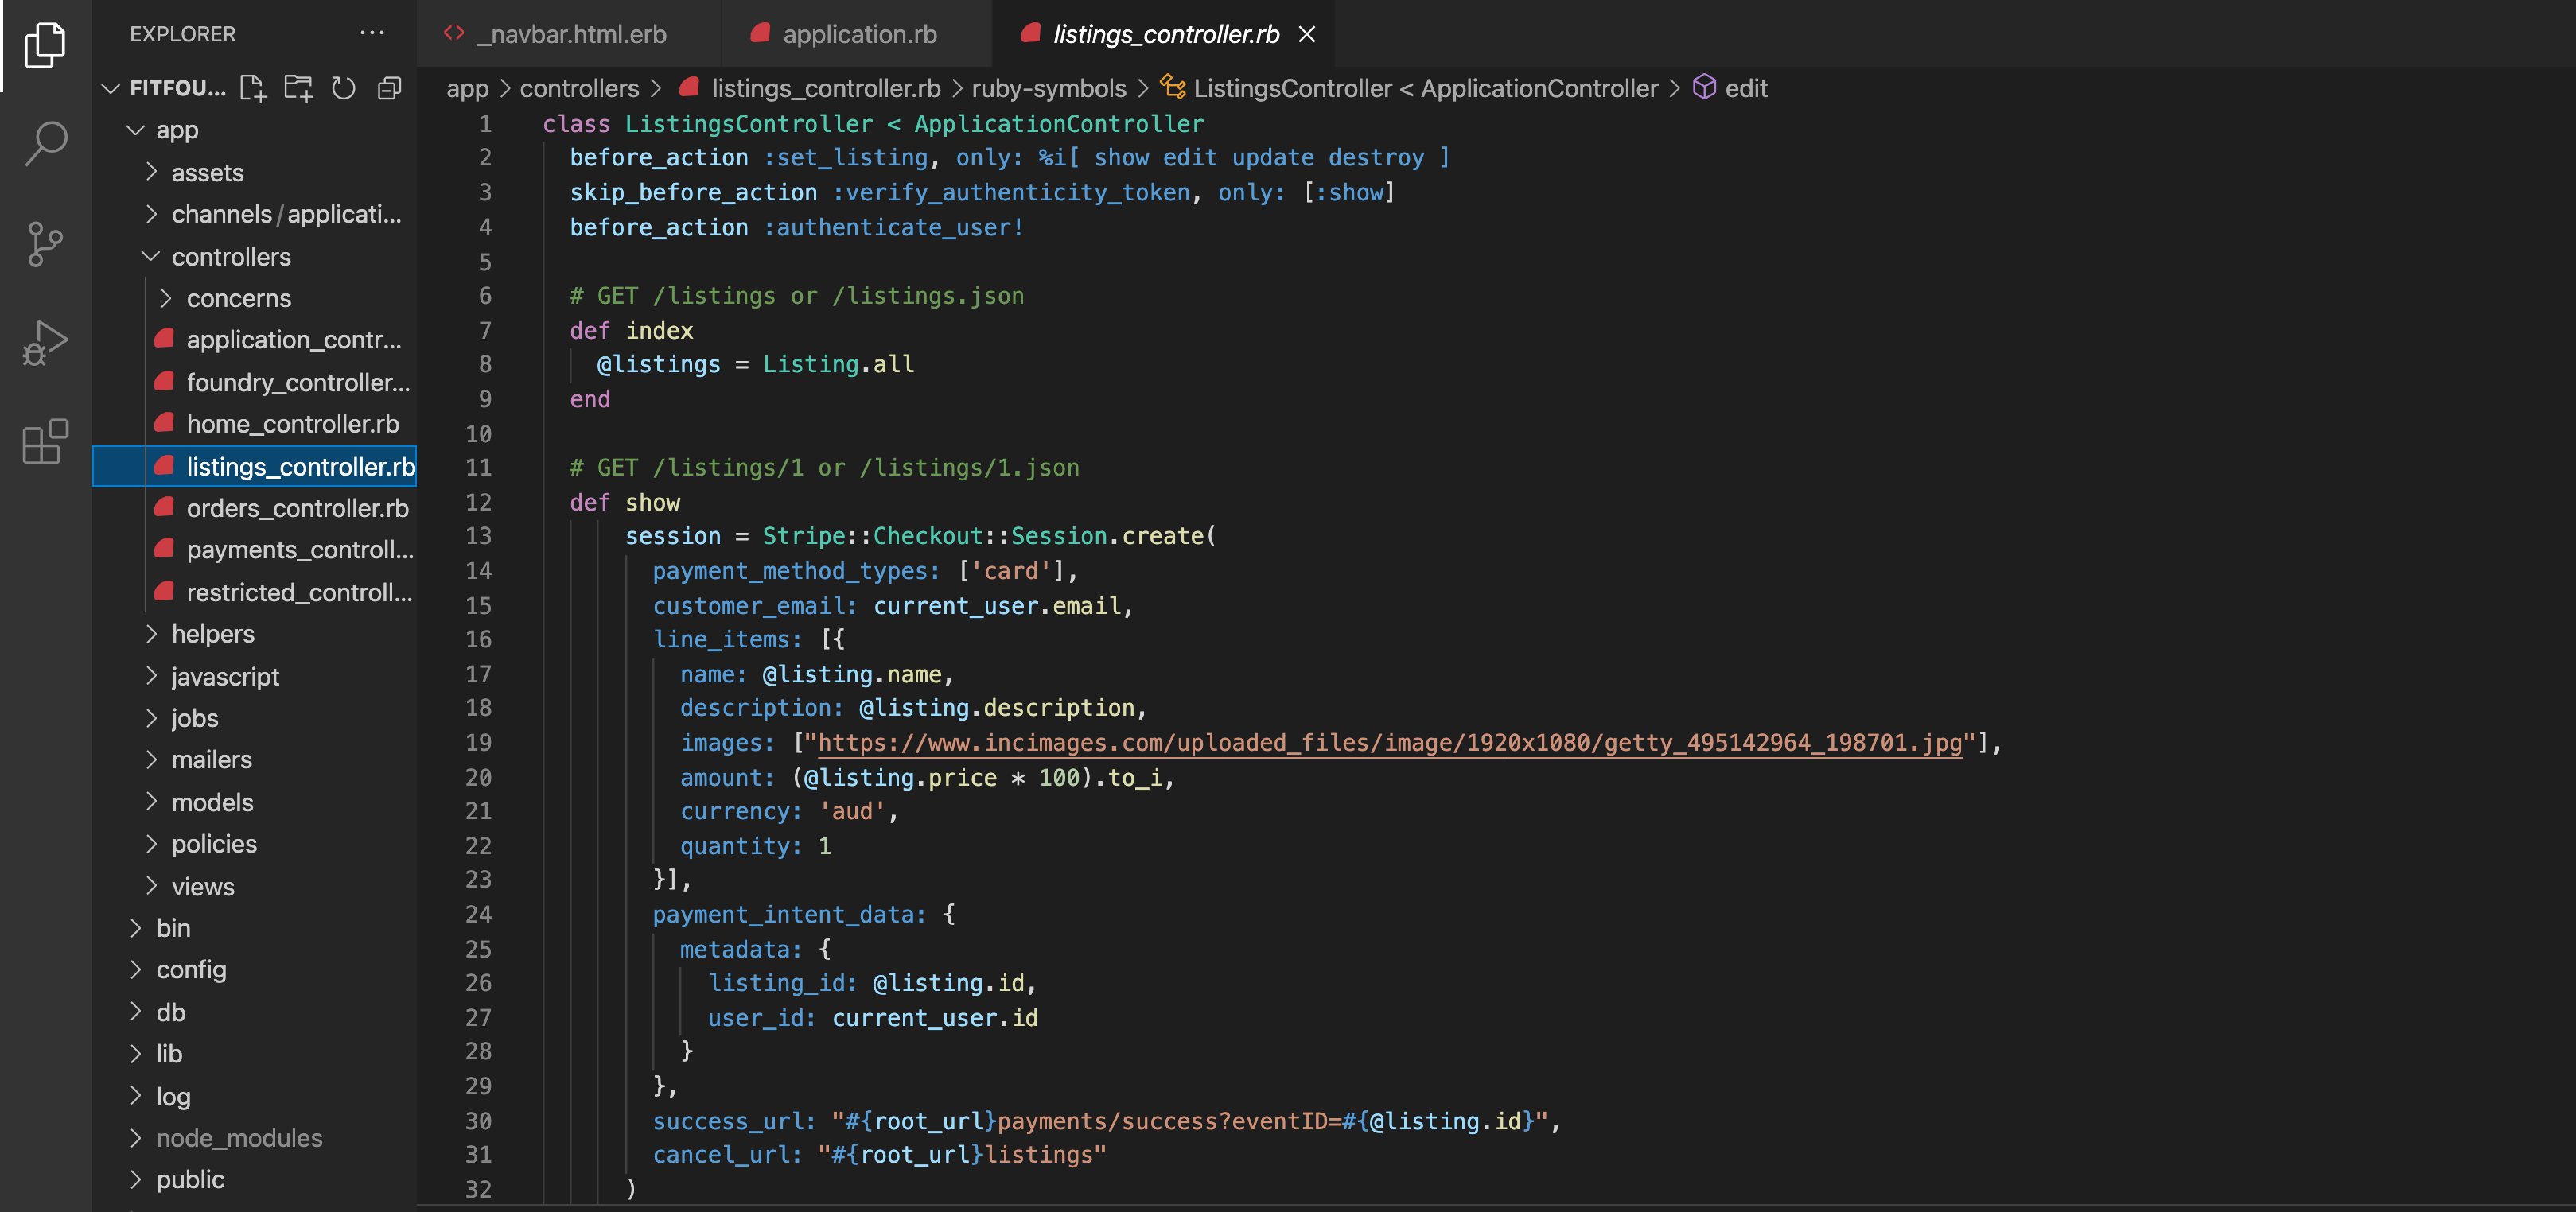 EXPLORER
FITFOU...
app
assets
channels/applicati...
controllers
concerns
application_contr...
foundry_controller...
home_controller.rb
listings_controller.rb
orders_controller.rb
payments_controll...
restricted_controll...
helpers
javascript
jobs
mailers
models
policies
views
bin
config
db
lib
log
node_modules
public
_navbar.html.erb
application.rb
listings_controller.rb
app > controllers > listings_controller.rb > ruby-symbols > ListingsController < ApplicationController > edit
1 class ListingsController < ApplicationController
2 before_action :set_listing, only: %i[ show edit update destroy ]
3 skip_before_action :verify_authenticity_token, only: [:show]
4 before_action :authenticate_user!
5
6 # GET /listings or /listings.json
7 def index
8 @listings = Listing.all
9 end
10
11 # GET /listings/1 or /listings/1.json
12 def show
13 session = Stripe::Checkout::Session.create(
14 payment_method_types: ['card'],
15 customer_email: current_user.email,
16 line_items: [{
17 name: @listing.name,
18 description: @listing.description,
19 images: ["https://www.incimages.com/uploaded_files/image/1920x1080/getty_495142964_198701.jpg"],
20 amount: (@listing.price * 100).to_i,
21 currency: 'aud',
22 quantity: 1
23 }],
24 payment_intent_data: {
25 metadata: {
26 listing_id: @listing.id,
27 user_id: current_user.id
28 }
29 },
30 success_url: "#{root_url}payments/success?eventID=#{@listing.id}",
31 cancel_url: "#{root_url}listings"
32 )